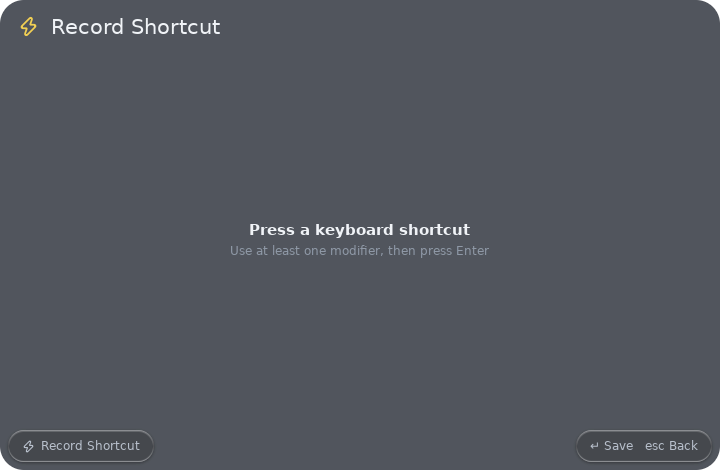 Record Shortcut
Press a keyboard shortcut
Use at least one modifier, then press Enter
Record Shortcut
↵ Save esc Back